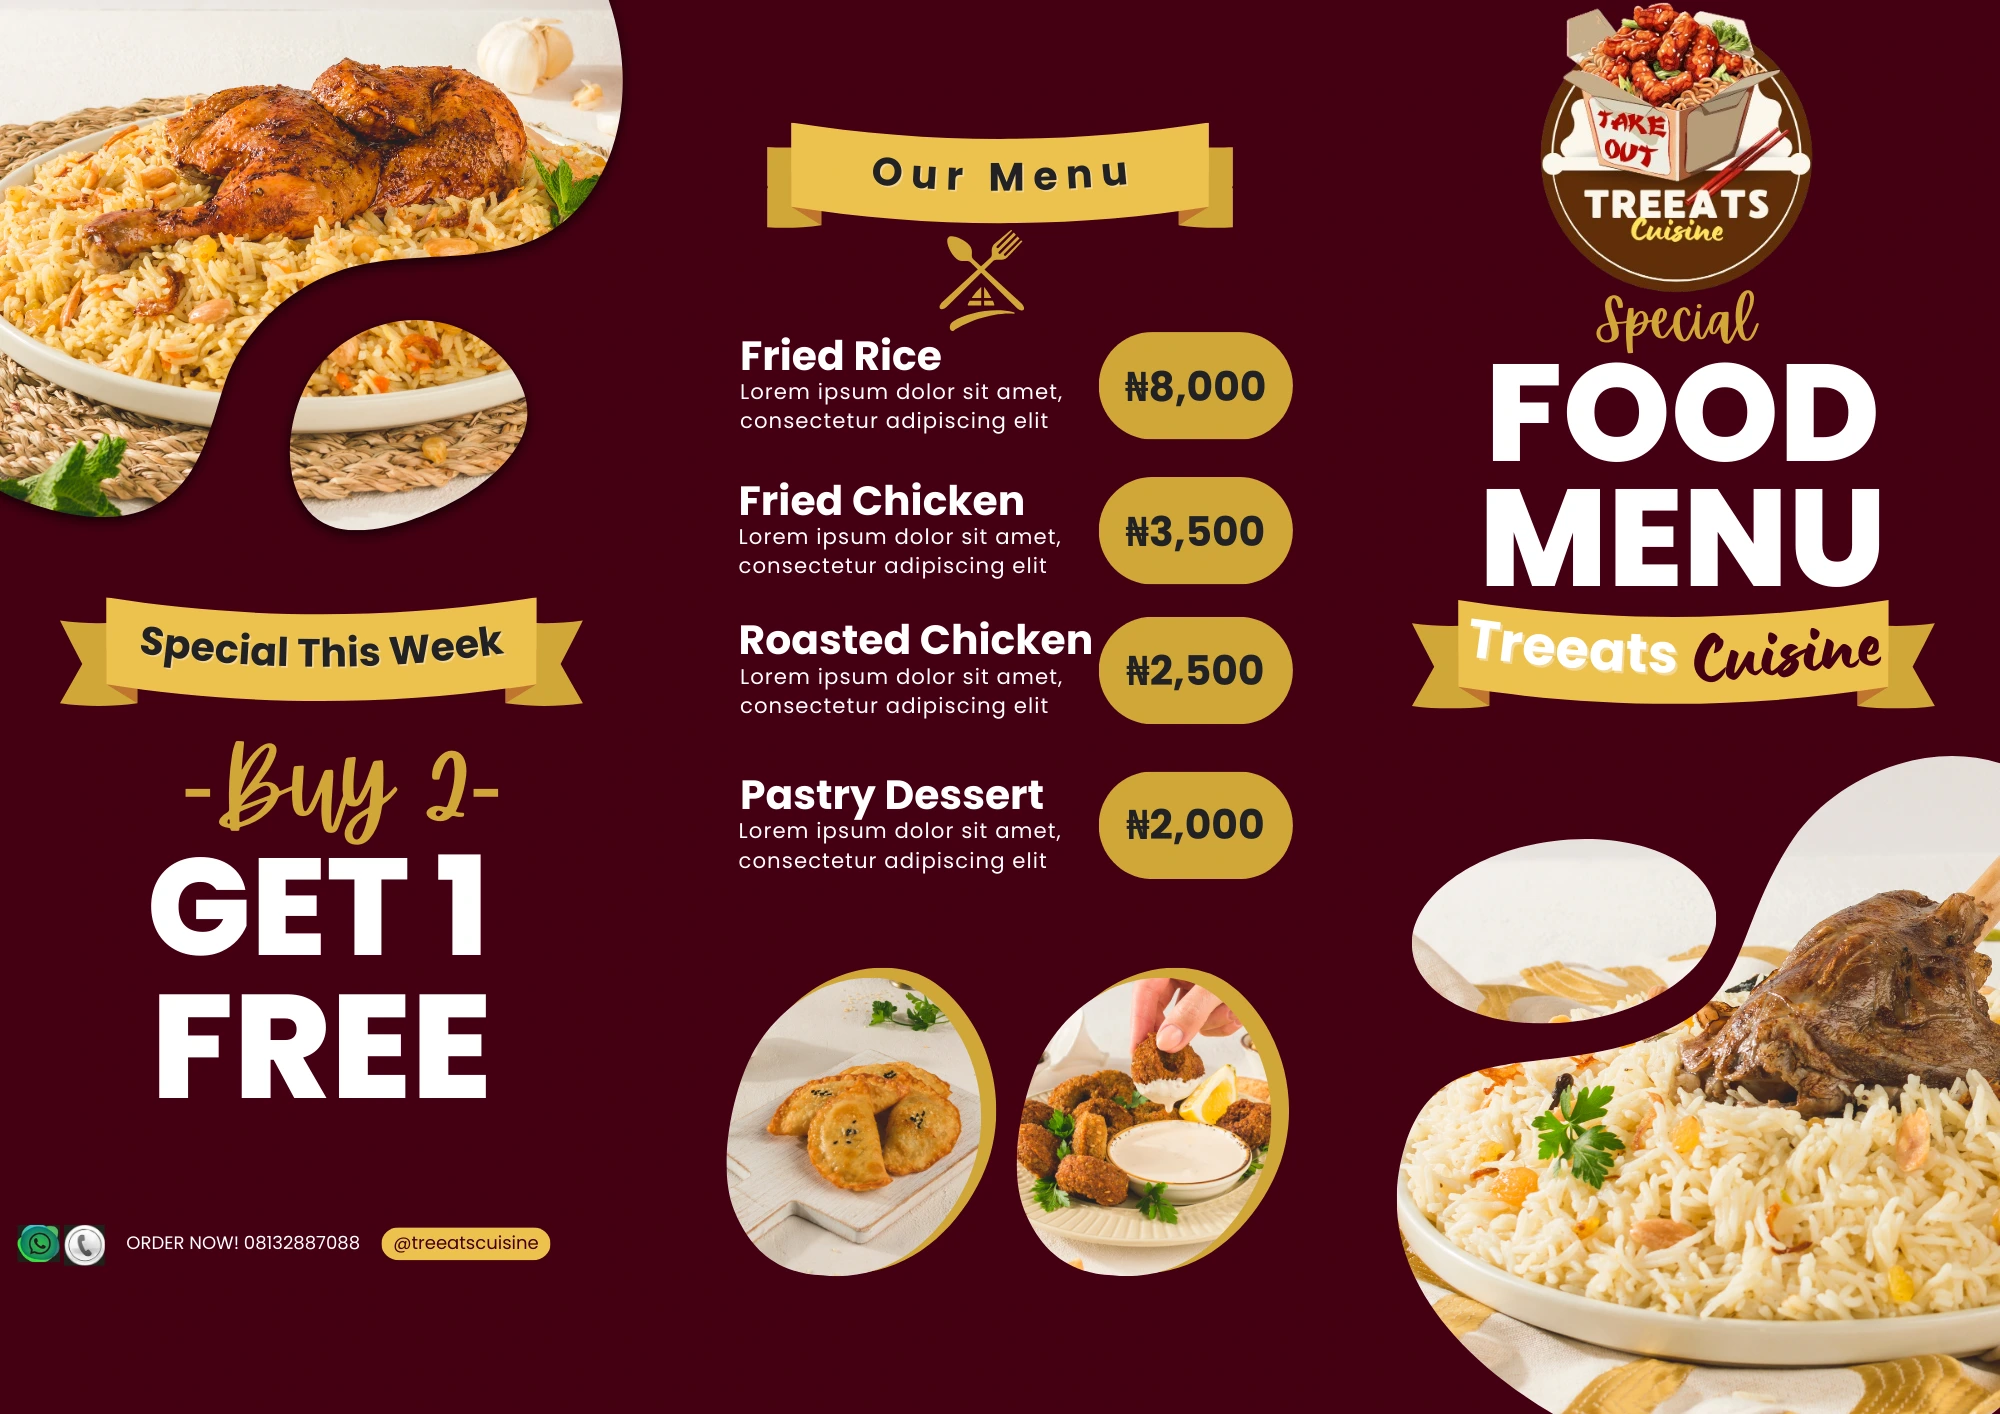 Special This Week
-Buy 2-
GET 1
FREE
ORDER NOW! 08132887088
@treeatscuisine
Our Menu
Fried Rice
Lorem ipsum dolor sit amet,
consectetur adipiscing elit
₦8,000
Fried Chicken
Lorem ipsum dolor sit amet,
consectetur adipiscing elit
₦3,500
Roasted Chicken
Lorem ipsum dolor sit amet,
consectetur adipiscing elit
₦2,500
Pastry Dessert
Lorem ipsum dolor sit amet,
consectetur adipiscing elit
₦2,000
TAKE
OUT
TREEATS
Cuisine
Special
FOOD
MENU
Treeats Cuisine